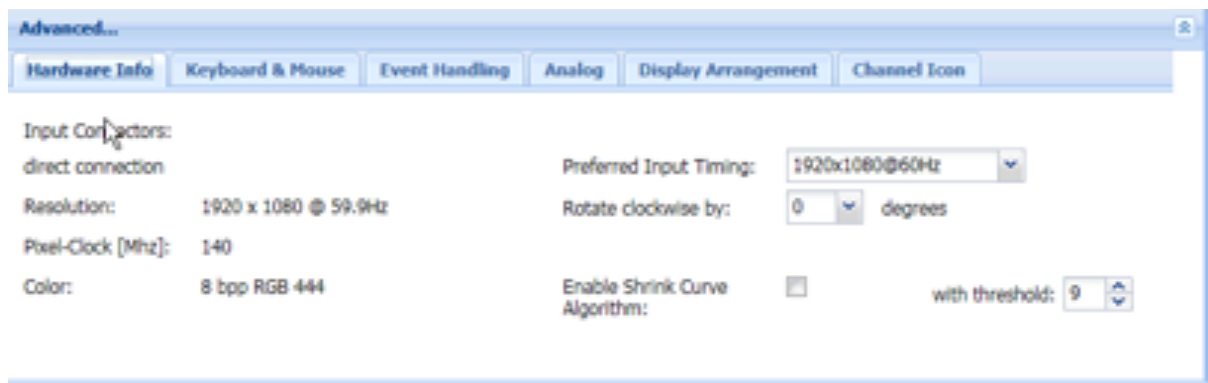 Advanced...
Hardware Info Keyboard & Mouse Event Handling Analog Display Arrangement Channel Icon
Input Connectors:
direct connection Preferred Input Timing: 1920x1080@60Hz
Resolution: 1920 x 1080 @ 59.9Hz Rotate clockwise by: 0 degrees
Pixel-Clock [Mhz]: 140
Color: 8 bpp RGB 444 Enable Shrink Curve with threshold: 9
Algorithm: